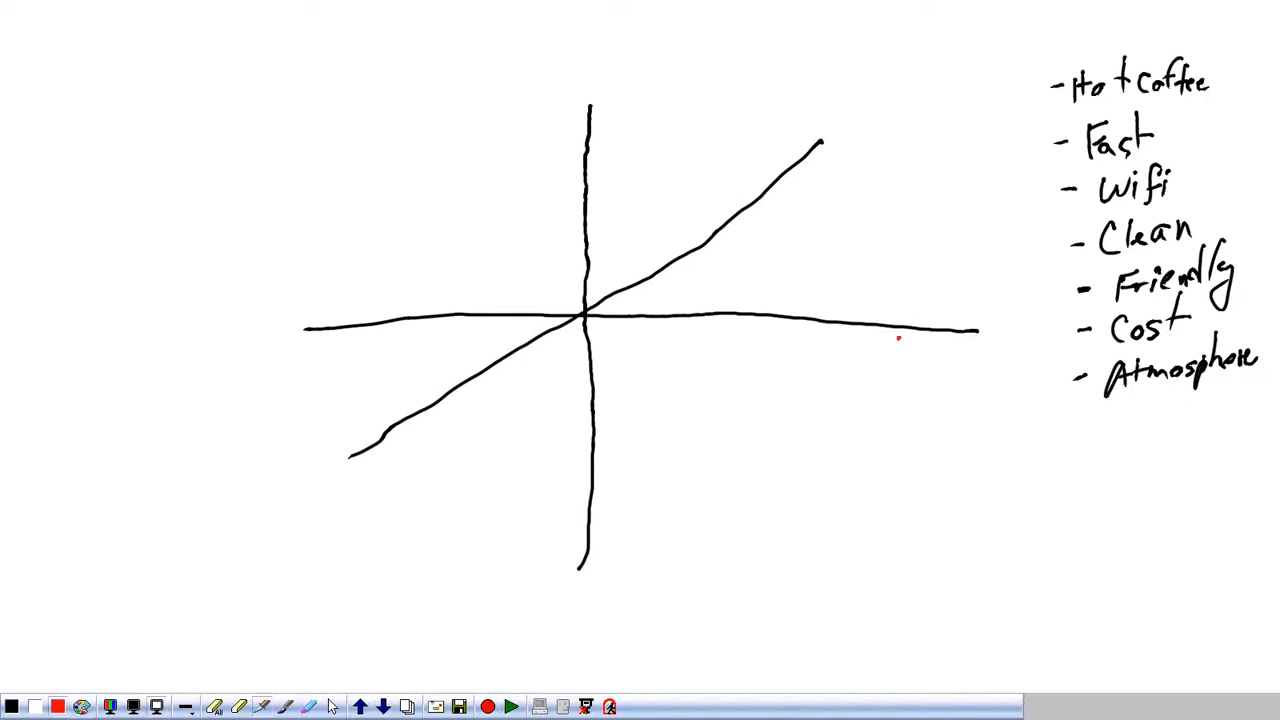 - Hot Coffee
- Fast
- Wifi
- Clean
- Friendly
- Cost
- Atmosphere